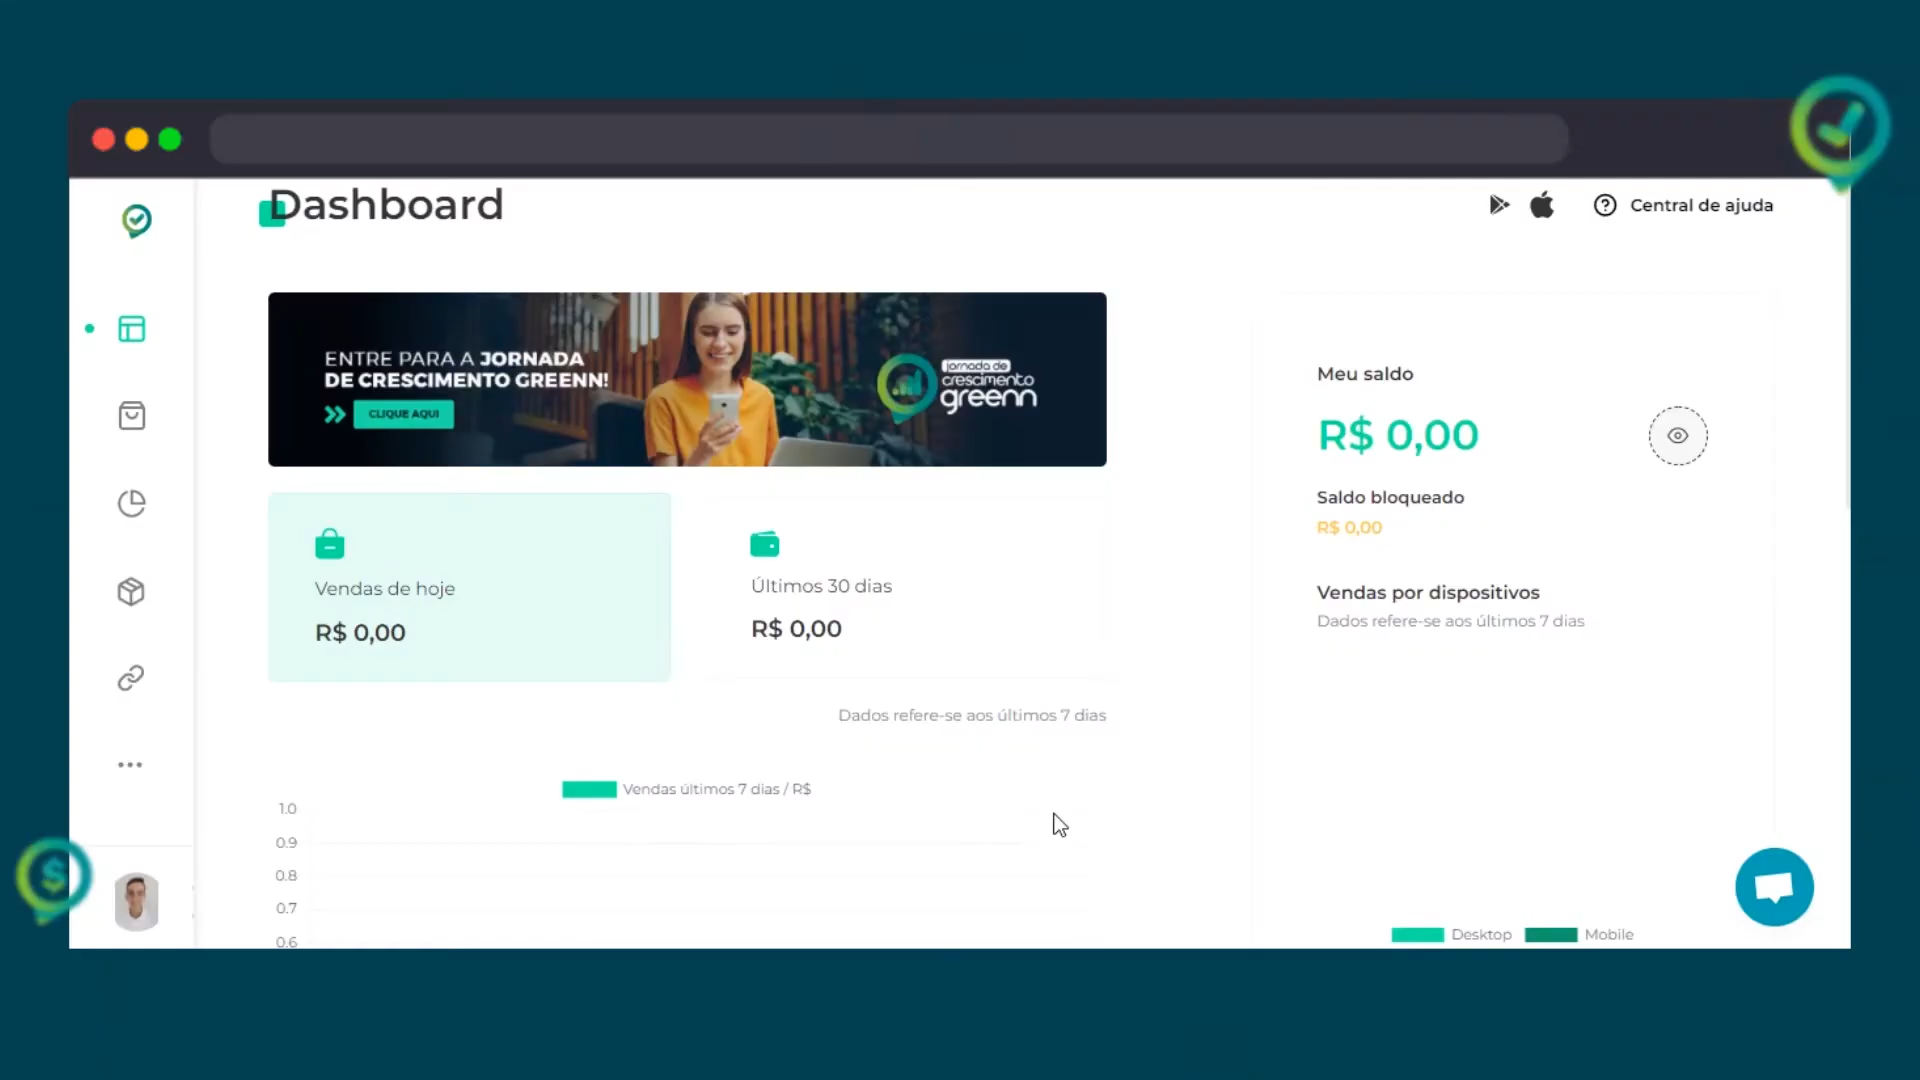 Dashboard
Central de ajuda
ENTRE PARA A JORNADA
DE CRESCIMENTO GREENN!
CLIQUE AQUI
jornada de
crescimento
greenn
Vendas de hoje
R$ 0,00
Últimos 30 dias
R$ 0,00
Dados refere-se aos últimos 7 dias
Vendas últimos 7 dias / R$
1.0
0.9
0.8
0.7
0.6
Meu saldo
R$ 0,00
Saldo bloqueado
R$ 0,00
Vendas por dispositivos
Dados refere-se aos últimos 7 dias
Desktop
Mobile